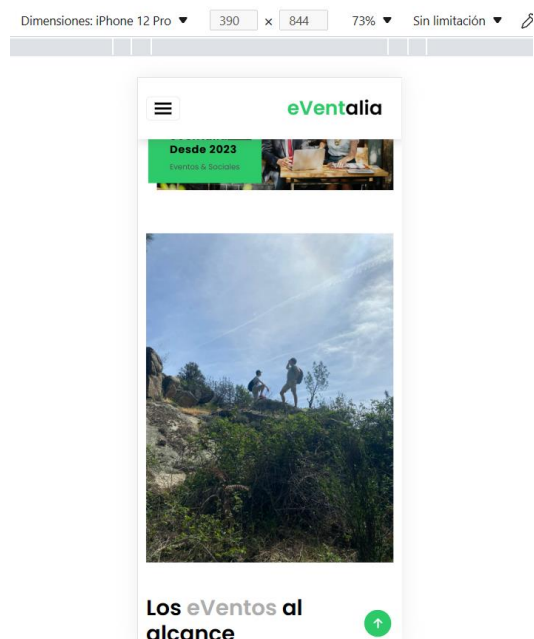 Dimensiones: iPhone 12 Pro ▼ 390 × 844 73% ▼ Sin limitación ▼
eVentalia
Desde 2023
Eventos & Sociales
Los eVentos al
alcance